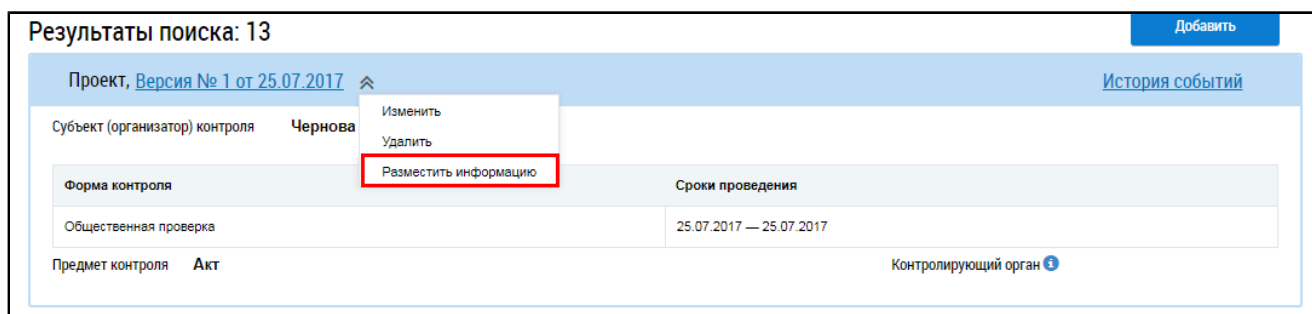 Результаты поиска: 13
Добавить
Проект, Версия № 1 от 25.07.2017
История событий
Изменить
Субъект (организатор) контроля Чернова
Удалить
Разместить информацию
Форма контроля Сроки проведения
Общественная проверка 25.07.2017 — 25.07.2017
Предмет контроля Акт Контролирующий орган